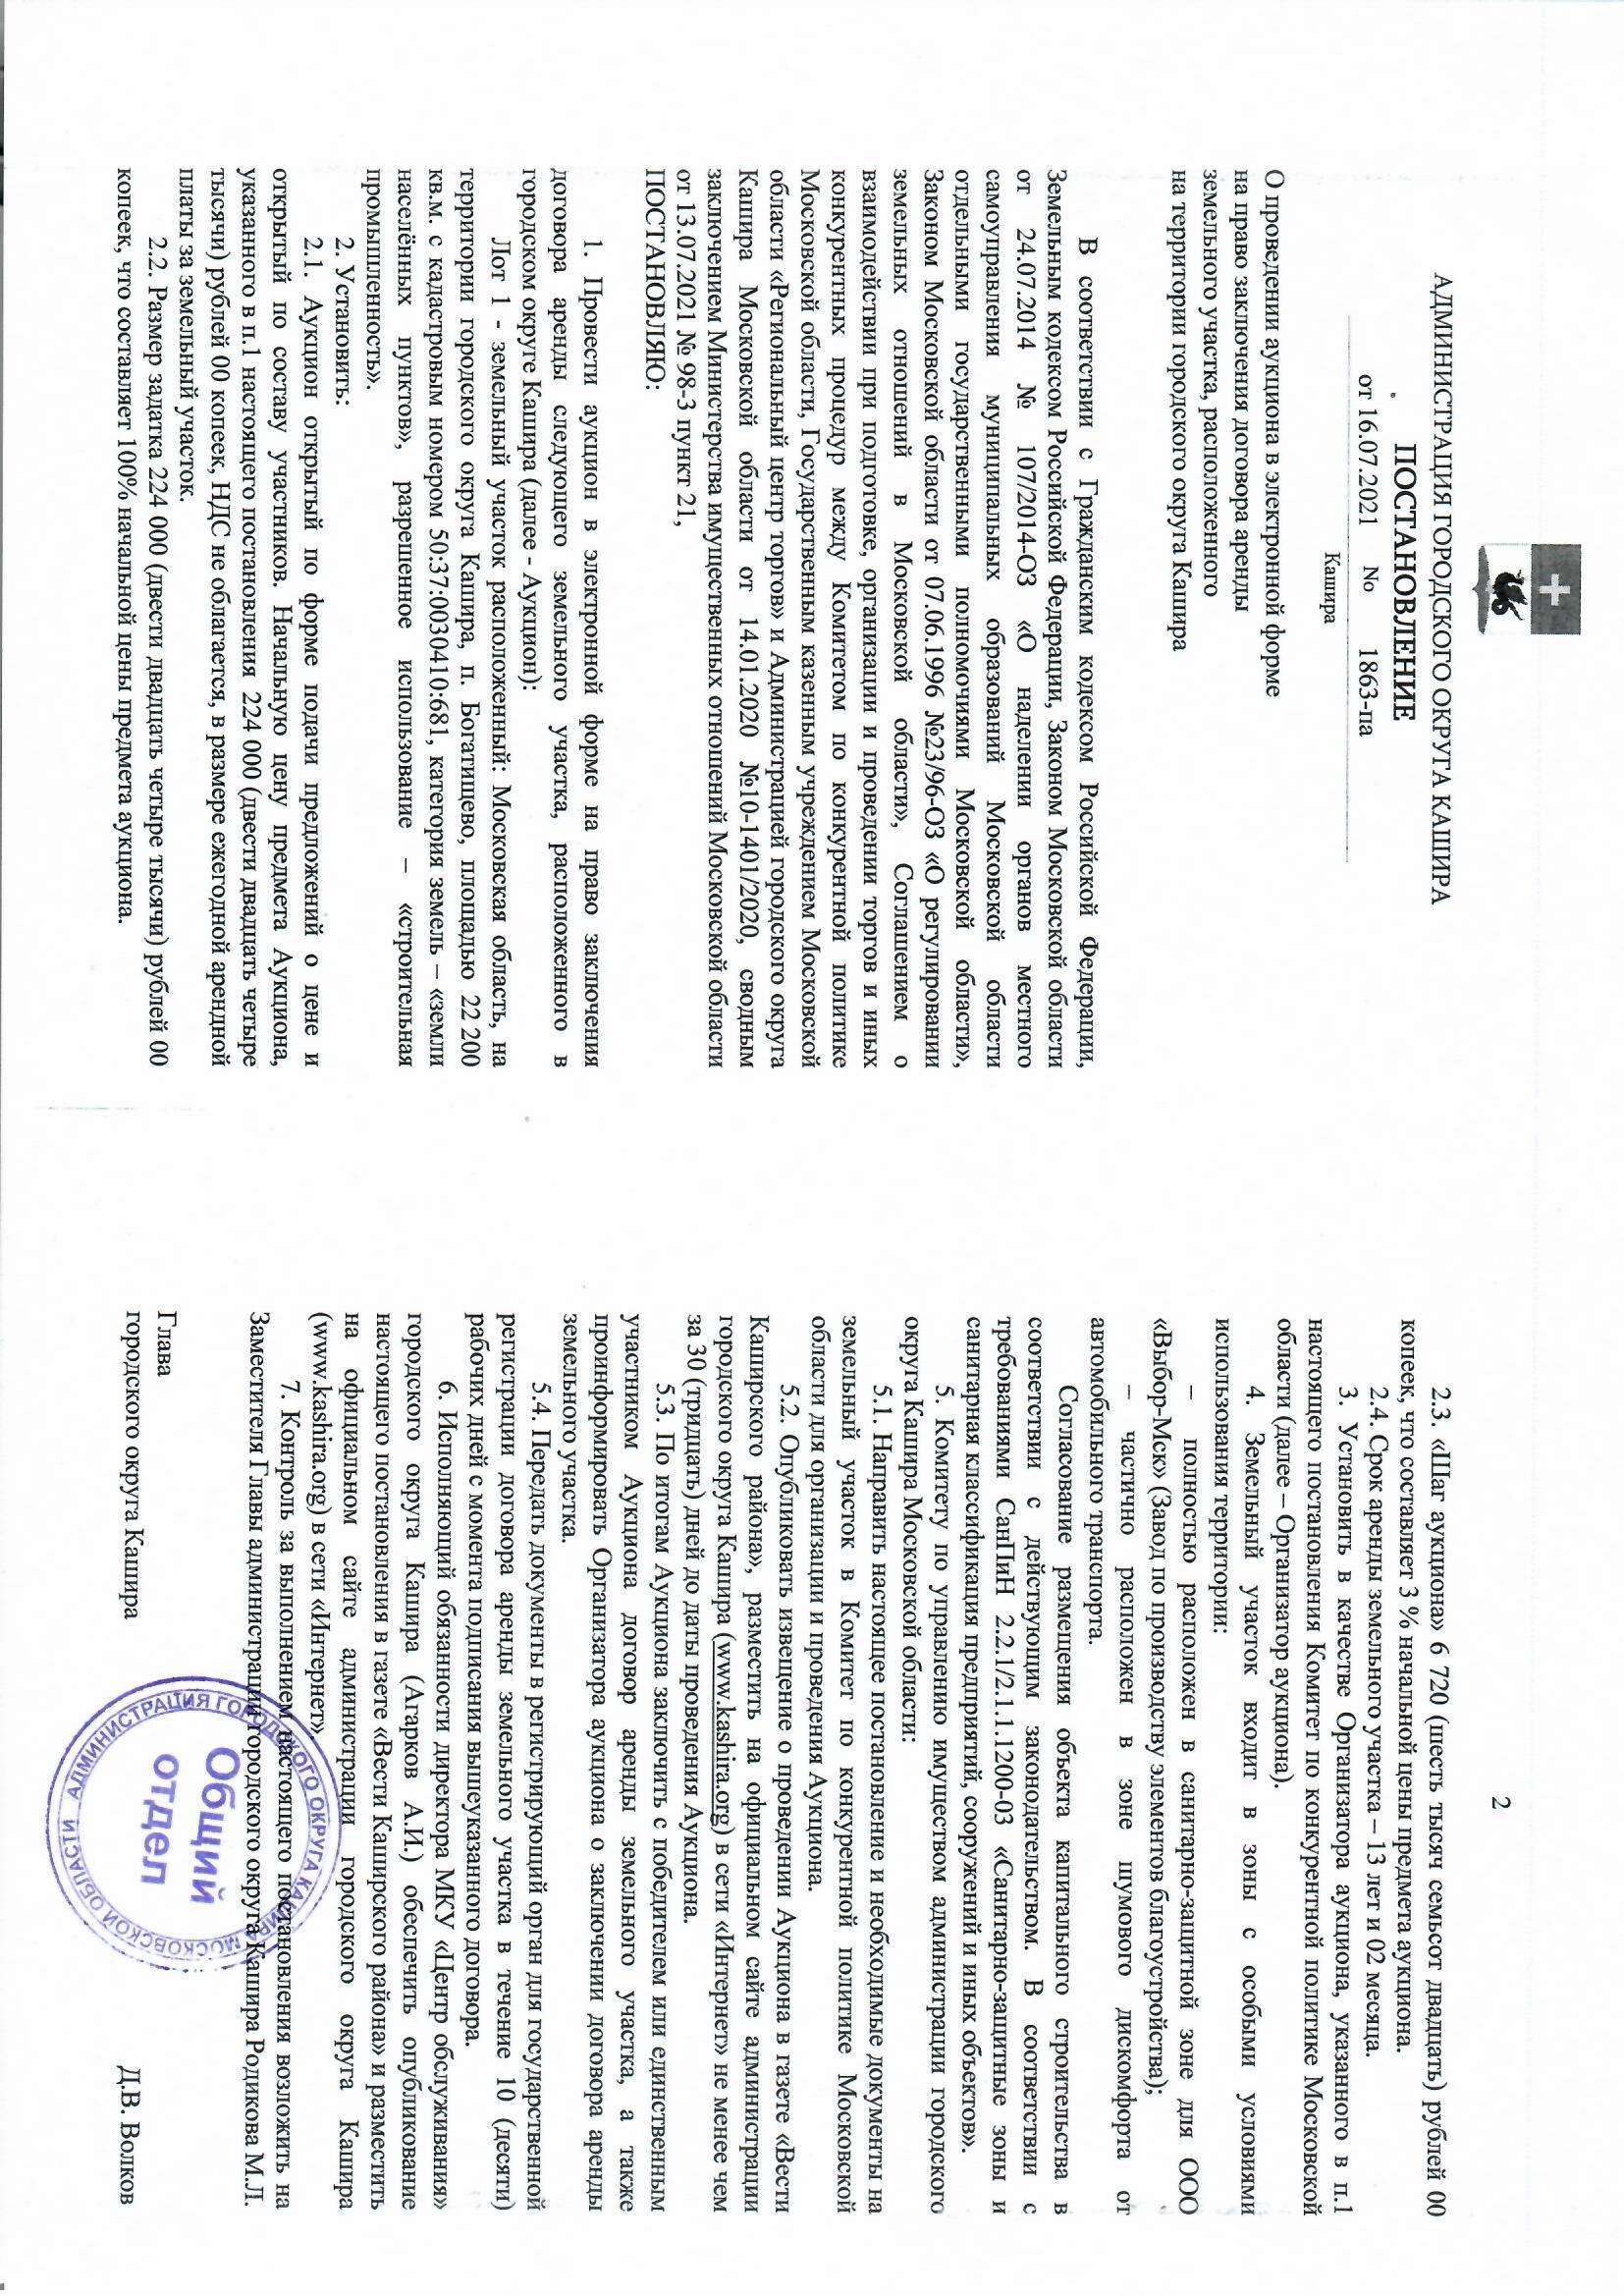 АДМИНИСТРАЦИЯ ГОРОДСКОГО ОКРУГА КАШИРА
ПОСТАНОВЛЕНИЕ
от 16.07.2021 № 1863-па
Кашира
О проведении аукциона в электронной форме
на право заключения договора аренды
земельного участка, расположенного
на территории городского округа Кашира
В соответствии с Гражданским кодексом Российской Федерации,
Земельным кодексом Российской Федерации, Законом Московской области
от 24.07.2014 № 107/2014-ОЗ «О наделении органов местного
самоуправления муниципальных образований Московской области
отдельными государственными полномочиями Московской области»,
Законом Московской области от 07.06.1996 №23/96-ОЗ «О регулировании
земельных отношений в Московской области», Соглашением о
взаимодействии при подготовке, организации и проведении торгов и иных
конкурентных процедур между Комитетом по конкурентной политике
Московской области, Государственным казенным учреждением Московской
области «Региональный центр торгов» и Администрацией городского округа
Кашира Московской области от 14.01.2020 №10-1401/2020, сводным
заключением Министерства имущественных отношений Московской области
от 13.07.2021 № 98-З пункт 21,
ПОСТАНОВЛЯЮ:
1. Провести аукцион в электронной форме на право заключения
договора аренды следующего земельного участка, расположенного в
городском округе Кашира (далее - Аукцион):
Лот 1 - земельный участок расположенный: Московская область, на
территории городского округа Кашира, п. Богатищево, площадью 22 200
кв.м. с кадастровым номером 50:37:0030410:681, категория земель – «земли
населённых пунктов», разрешенное использование – «строительная
промышленность».
2. Установить:
2.1. Аукцион открытый по форме подачи предложений о цене и
открытый по составу участников. Начальную цену предмета Аукциона,
указанного в п.1 настоящего постановления 224 000 (двести двадцать четыре
тысячи) рублей 00 копеек, НДС не облагается, в размере ежегодной арендной
платы за земельный участок.
2.2. Размер задатка 224 000 (двести двадцать четыре тысячи) рублей 00
копеек, что составляет 100% начальной цены предмета аукциона.
2
2.3. «Шаг аукциона» 6 720 (шесть тысяч семьсот двадцать) рублей 00
копеек, что составляет 3 % начальной цены предмета аукциона.
2.4. Срок аренды земельного участка – 13 лет и 02 месяца.
3. Установить в качестве Организатора аукциона, указанного в п.1
настоящего постановления Комитет по конкурентной политике Московской
области (далее – Организатор аукциона).
4. Земельный участок входит в зоны с особыми условиями
использования территории:
– полностью расположен в санитарно-защитной зоне для ООО
«Выбор-Мск» (Завод по производству элементов благоустройства);
– частично расположен в зоне шумового дискомфорта от
автомобильного транспорта.
Согласование размещения объекта капитального строительства в
соответствии с действующим законодательством. В соответствии с
требованиями СанПиН 2.2.1/2.1.1.1200-03 «Санитарно-защитные зоны и
санитарная классификация предприятий, сооружений и иных объектов».
5. Комитету по управлению имуществом администрации городского
округа Кашира Московской области:
5.1. Направить настоящее постановление и необходимые документы на
земельный участок в Комитет по конкурентной политике Московской
области для организации и проведения Аукциона.
5.2. Опубликовать извещение о проведении Аукциона в газете «Вести
Каширского района», разместить на официальном сайте администрации
городского округа Кашира (www.kashira.org) в сети «Интернет» не менее чем
за 30 (тридцать) дней до даты проведения Аукциона.
5.3. По итогам Аукциона заключить с победителем или единственным
участником Аукциона договор аренды земельного участка, а также
проинформировать Организатора аукциона о заключении договора аренды
земельного участка.
5.4. Передать документы в регистрирующий орган для государственной
регистрации договора аренды земельного участка в течение 10 (десяти)
рабочих дней с момента подписания вышеуказанного договора.
6. Исполняющий обязанности директора МКУ «Центр обслуживания»
городского округа Кашира (Агарков А.И.) обеспечить опубликование
настоящего постановления в газете «Вести Каширского района» и разместить
на официальном сайте администрации городского округа Кашира
(www.kashira.org) в сети «Интернет».
7. Контроль за выполнением настоящего постановления возложить на
Заместителя Главы администрации городского округа Кашира Родикова М.Л.
Глава
городского округа Кашира Д.В. Волков
АДМИНИСТРАЦИЯ ГОРОДСКОГО ОКРУГА КАШИРА МОСКОВСКОЙ ОБЛАСТИ
Общий
отдел